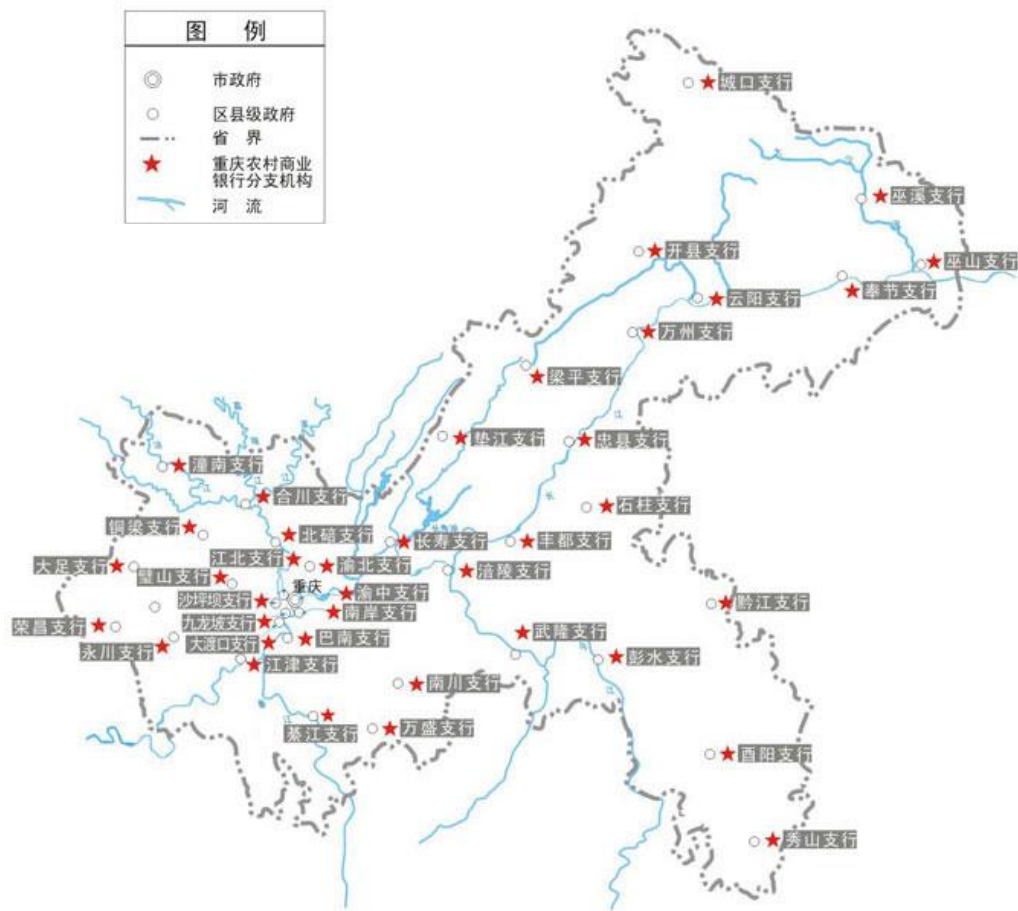 图 例
市政府
区县级政府
省 界
重庆农村商业
银行分支机构
河 流
城口支行
巫溪支行
开县支行
巫山支行
云阳支行
奉节支行
万州支行
梁平支行
垫江支行
忠县支行
潼南支行
合川支行
石柱支行
铜梁支行
北碚支行
长寿支行
丰都支行
大足支行
江北支行
渝北支行
涪陵支行
璧山支行
重庆
渝中支行
沙坪坝支行
南岸支行
黔江支行
荣昌支行
九龙坡支行
武隆支行
永川支行
大渡口支行
巴南支行
彭水支行
江津支行
南川支行
綦江支行
万盛支行
酉阳支行
秀山支行
江
长
江
江